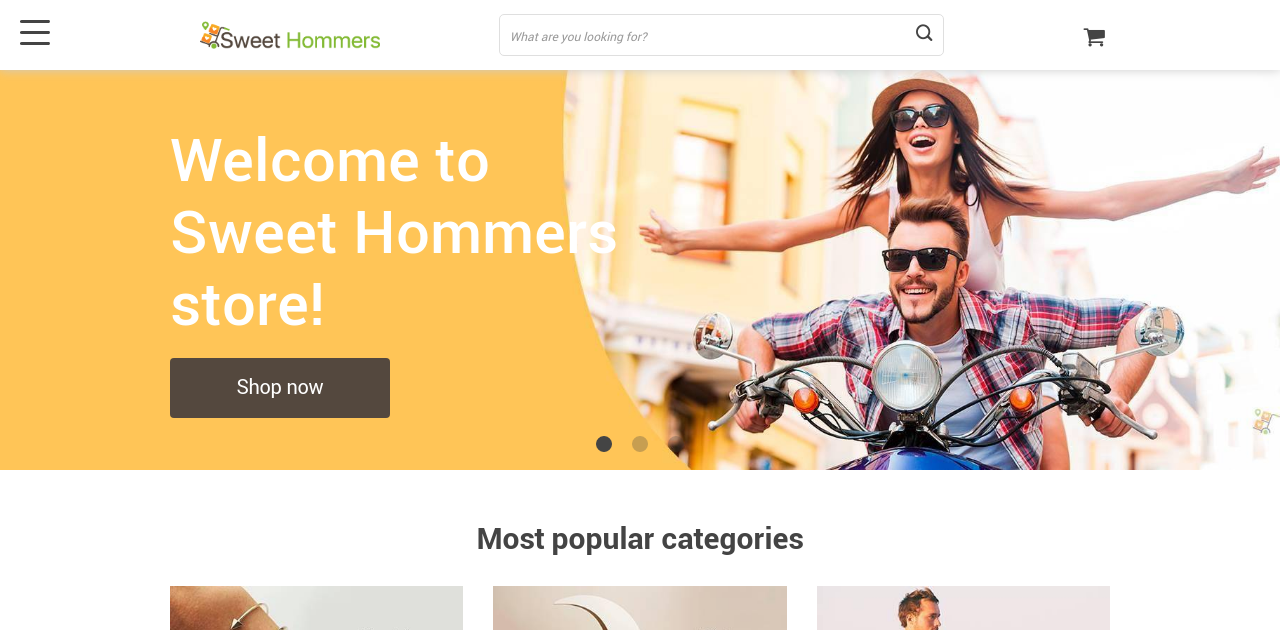 Sweet Hommers
What are you looking for?
Welcome to
Sweet Hommers
store!
Shop now
Most popular categories